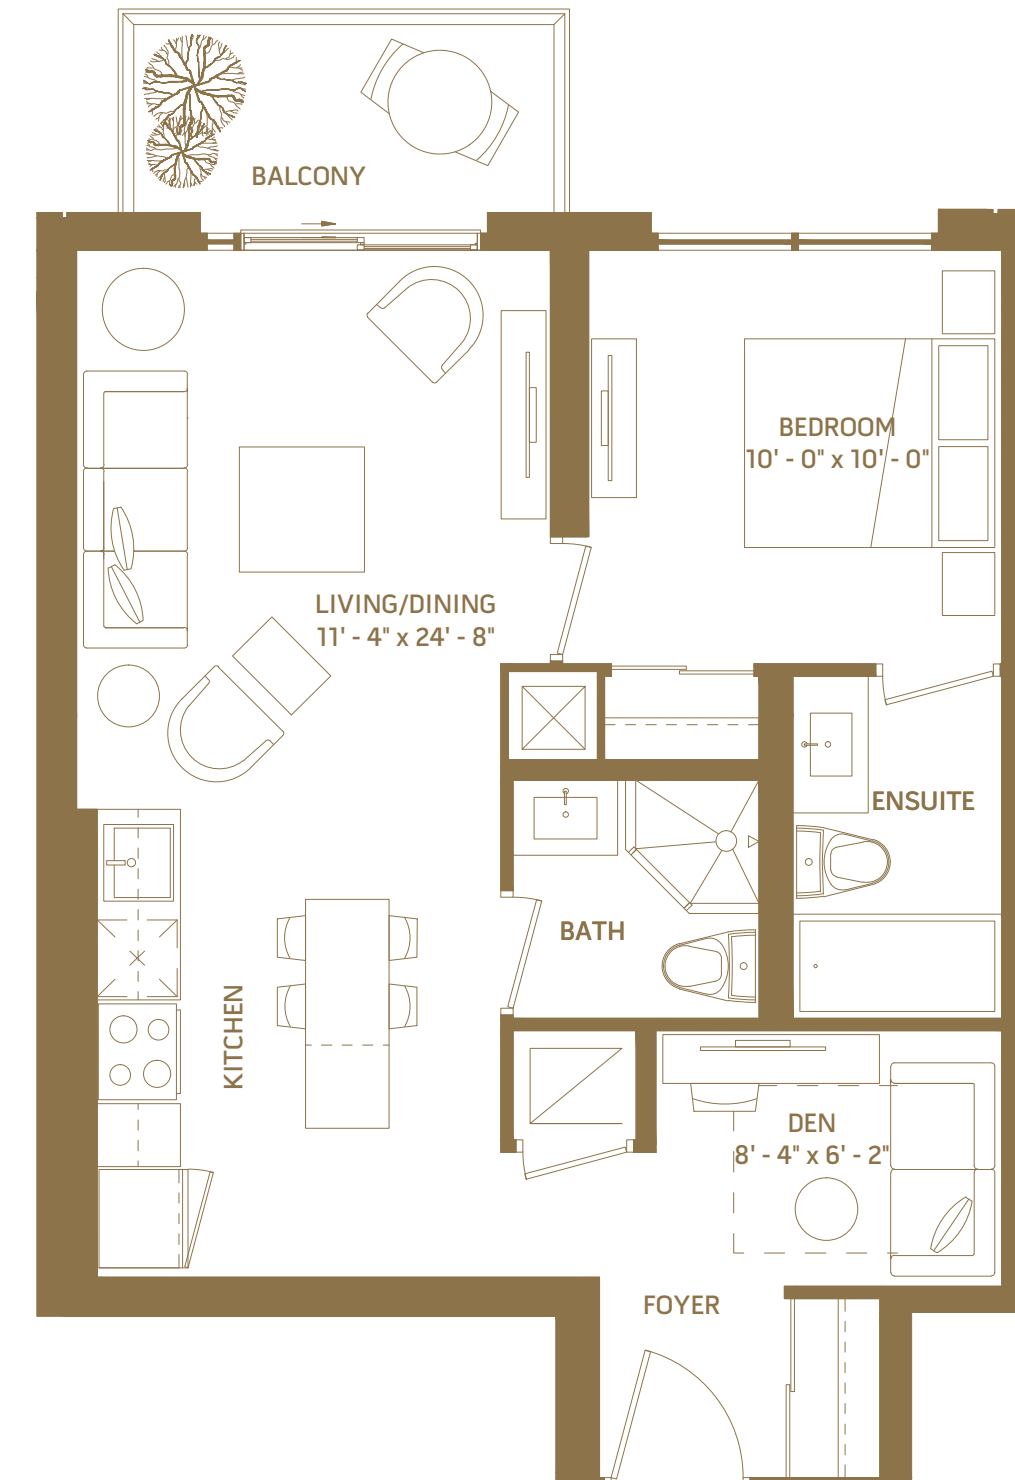 BALCONY
BEDROOM
10' - 0" x 10' - 0"
LIVING/DINING
11' - 4" x 24' - 8"
ENSUITE
BATH
KITCHEN
DEN
8' - 4" x 6' - 2"
FOYER